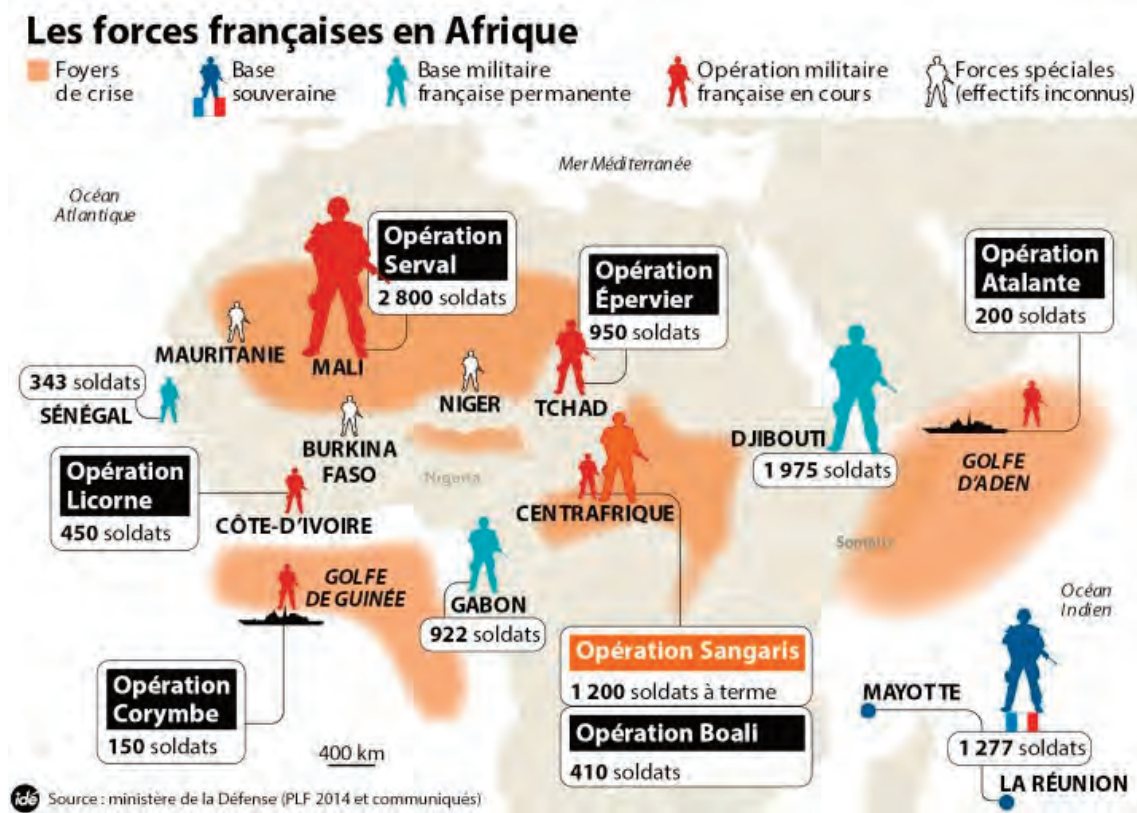 Les forces françaises en Afrique
Foyers
de crise
Base
souveraine
Base militaire
française permanente
Opération militaire
française en cours
Forces spéciales
(effectifs inconnus)
Mer Méditerranée
Océan
Atlantique
Opération
Serval
2 800 soldats
Opération
Épervier
950 soldats
Opération
Atalante
200 soldats
MAURITANIE
MALI
343 soldats
SÉNÉGAL
NIGER
TCHAD
BURKINA
FASO
Nigeria
DJIBOUTI
1 975 soldats
GOLFE
D'ADEN
Opération
Licorne
450 soldats
CÔTE-D'IVOIRE
CENTRAFRIQUE
Somalie
GOLFE
DE GUINÉE
GABON
922 soldats
Océan
Indien
Opération Sangaris
1 200 soldats à terme
Opération Boali
410 soldats
Opération
Corymbe
150 soldats
400 km
MAYOTTE
1 277 soldats
LA RÉUNION
idé Source : ministère de la Défense (PLF 2014 et communiqués)